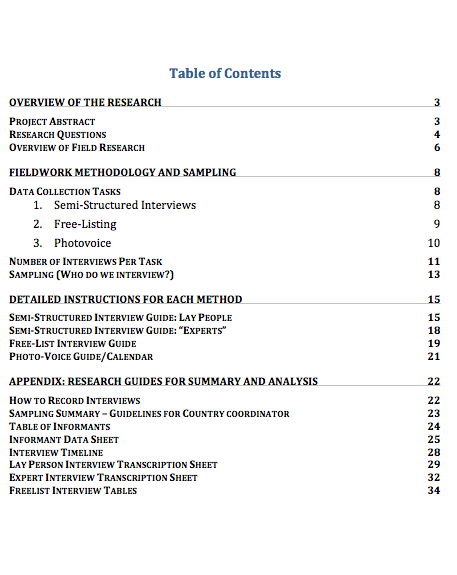 Table of Contents
OVERVIEW OF THE RESEARCH 3
PROJECT ABSTRACT 3
RESEARCH QUESTIONS 4
OVERVIEW OF FIELD RESEARCH 6
FIELDWORK METHODOLOGY AND SAMPLING 8
DATA COLLECTION TASKS 8
1. Semi-Structured Interviews 8
2. Free-Listing 9
3. Photovoice 10
NUMBER OF INTERVIEWS PER TASK 11
SAMPLING (WHO DO WE INTERVIEW?) 13
DETAILED INSTRUCTIONS FOR EACH METHOD 15
SEMI-STRUCTURED INTERVIEW GUIDE: LAY PEOPLE 15
SEMI-STRUCTURED INTERVIEW GUIDE: “EXPERTS” 18
FREE-LIST INTERVIEW GUIDE 19
PHOTO-VOICE GUIDE/CALENDAR 21
APPENDIX: RESEARCH GUIDES FOR SUMMARY AND ANALYSIS 22
HOW TO RECORD INTERVIEWS 22
SAMPLING SUMMARY – GUIDELINES FOR COUNTRY COORDINATOR 23
TABLE OF INFORMANTS 24
INFORMANT DATA SHEET 25
INTERVIEW TIMELINE 28
LAY PERSON INTERVIEW TRANSCRIPTION SHEET 29
EXPERT INTERVIEW TRANSCRIPTION SHEET 32
FREELIST INTERVIEW TABLES 34